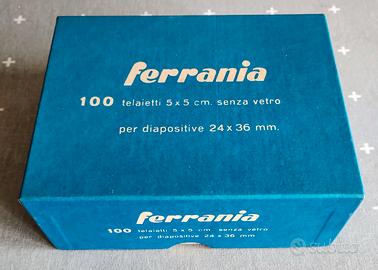 ferrania
100 telaietti 5 x 5 cm. senza vetro
per diapositive 24 x 36 mm.
ferrania
100 telaietti 5 x 5 cm. senza vetro
per diapositive 24 x 36 mm.
subito